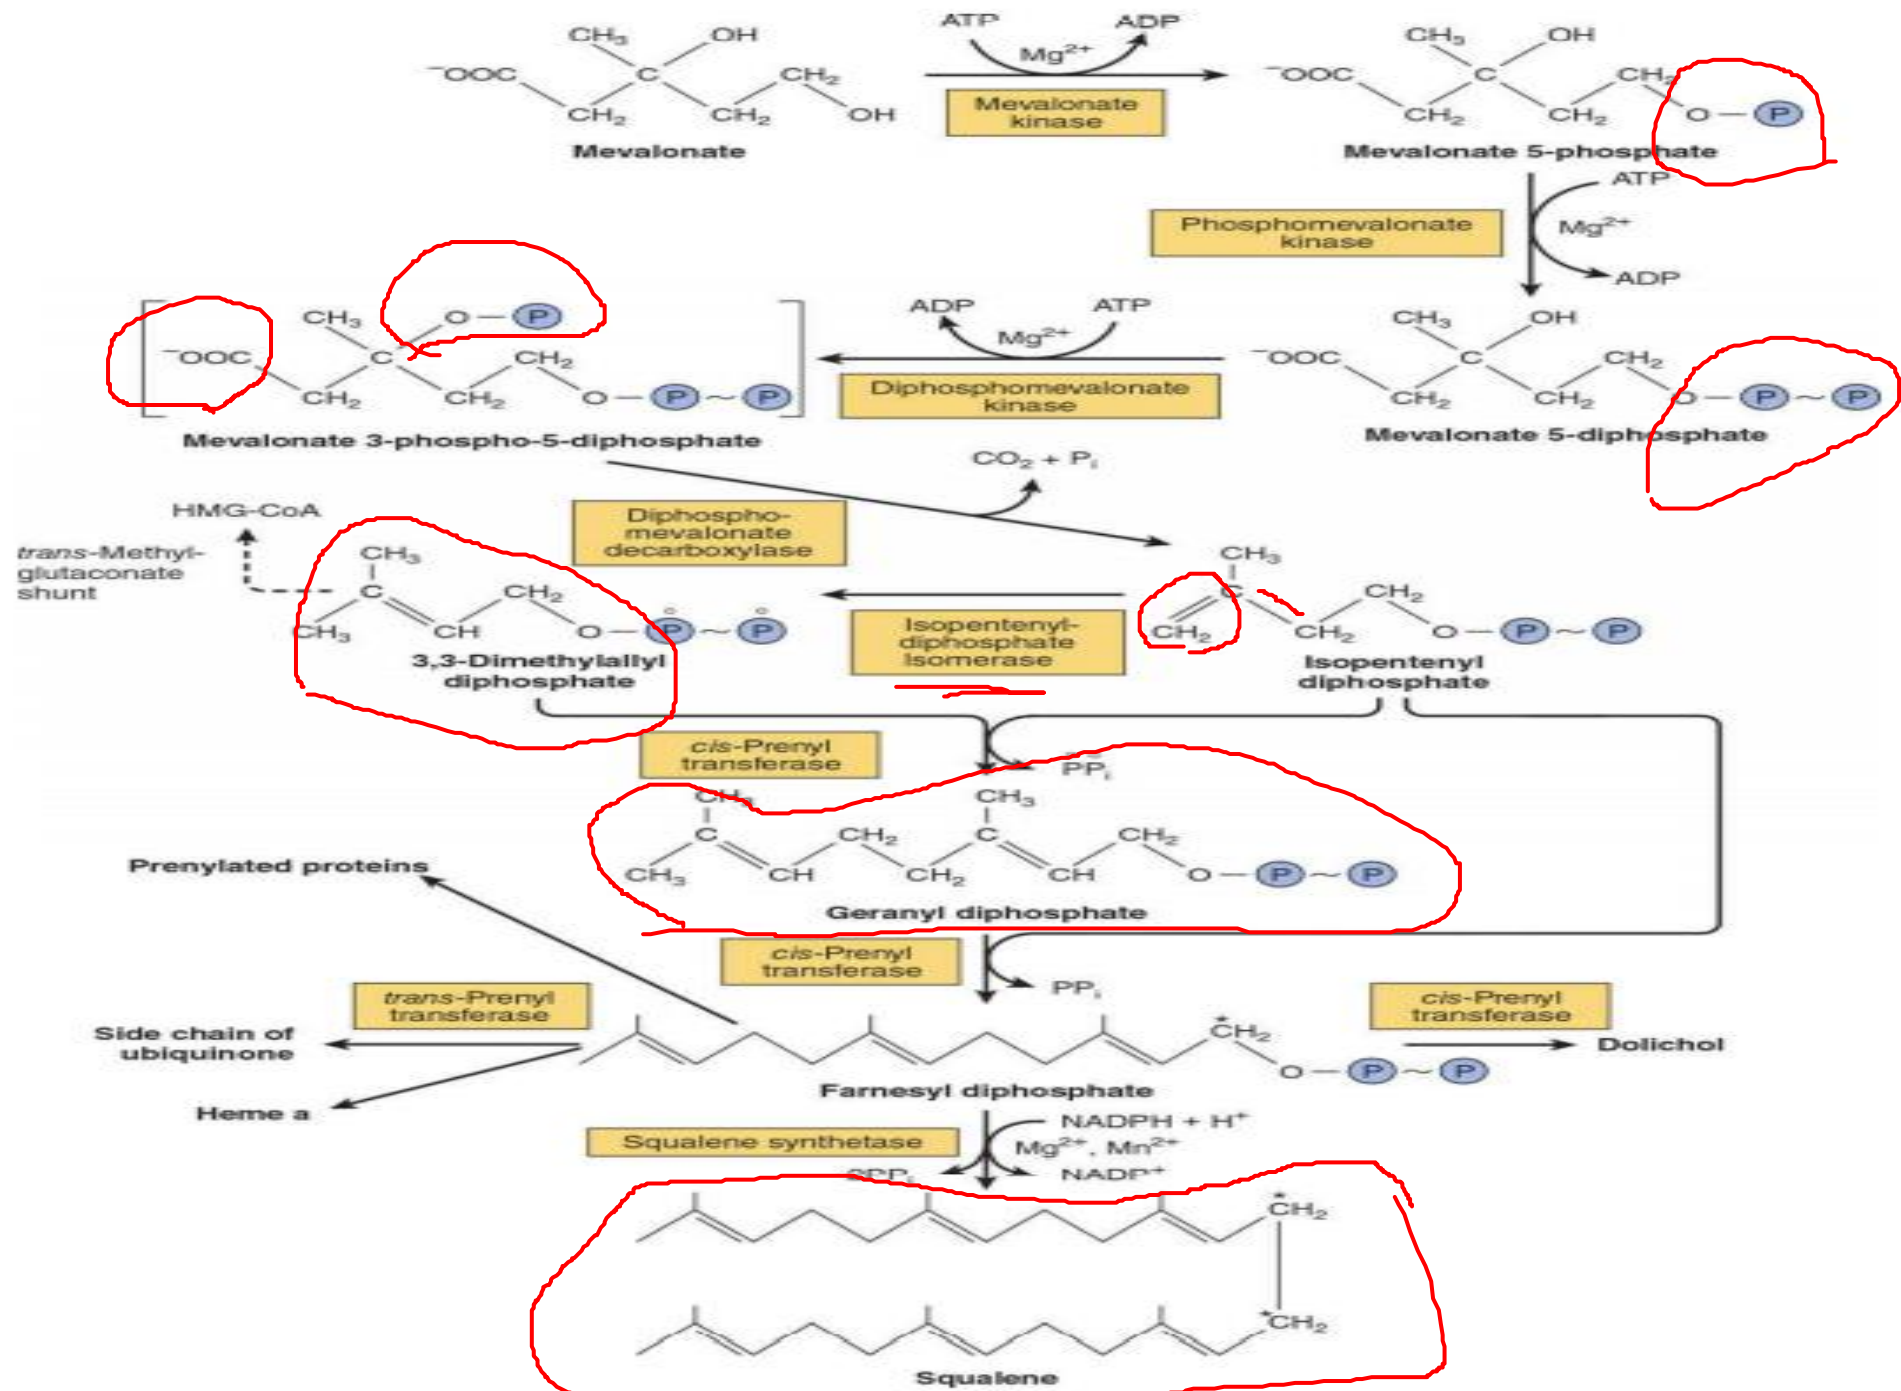 ATP ADP
CH₃ OH
Mg²⁺
⁻OOC C CH₂
CH₂ CH₂ OH
Mevalonate
Mevalonate
kinase
CH₃ OH
⁻OOC C CH₂
CH₂ CH₂ O P
Mevalonate 5-phosphate
ATP
Phosphomevalonate
kinase
Mg²⁺
ADP
CH₃ OH
⁻OOC C CH₂
CH₂ CH₂ O P ~ P
Mevalonate 5-diphosphate
ADP ATP
Mg²⁺
Diphosphomevalonate
kinase
CH₃ O P
⁻OOC C CH₂
CH₂ CH₂ O P ~ P
Mevalonate 3-phospho-5-diphosphate
CO₂ + Pᵢ
Diphospho-
mevalonate
decarboxylase
HMG-CoA
trans-Methyl-
glutaconate
shunt
CH₃
C CH₂
CH₃ CH O P ~ P
3,3-Dimethylallyl
diphosphate
Isopentenyl-
diphosphate
Isomerase
CH₃
C CH₂
CH₂ CH₂ O P ~ P
Isopentenyl
diphosphate
cis-Prenyl
transferase
PPᵢ
CH₃ CH₃
C CH₂ C CH₂
CH₃ CH CH₂ CH O P ~ P
Geranyl diphosphate
Prenylated proteins
cis-Prenyl
transferase
PPᵢ
trans-Prenyl
transferase
cis-Prenyl
transferase
Side chain of
ubiquinone
*CH₂
O P ~ P
Dolichol
Farnesyl diphosphate
Heme a
Squalene synthetase
NADPH + H⁺
Mg²⁺, Mn²⁺
2PPᵢ NADP⁺
*CH₂
*CH₂
Squalene